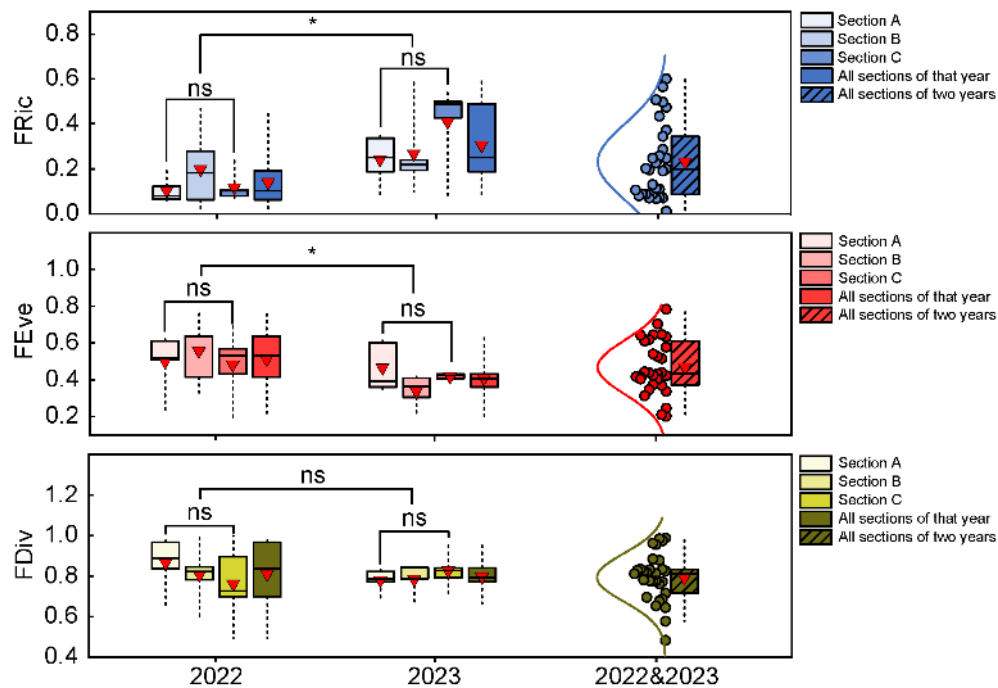 0.8
0.6
0.4
0.2
0.0
FRic
*
ns
ns
Section A
Section B
Section C
All sections of that year
All sections of two years
1.0
0.8
0.6
0.4
0.2
FEve
*
ns
ns
Section A
Section B
Section C
All sections of that year
All sections of two years
1.2
1.0
0.8
0.6
0.4
FDiv
ns
ns
ns
Section A
Section B
Section C
All sections of that year
All sections of two years
2022
2023
2022&2023